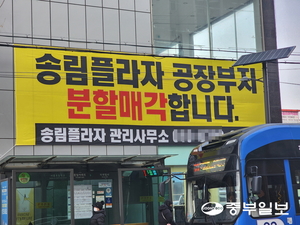 송림플라자 공장부지
분할매각합니다.
송림플라자 관리사무소
중부일보